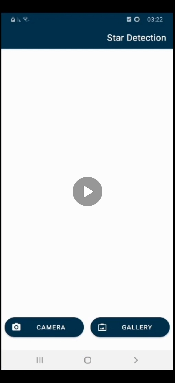 03:22
Star Detection
CAMERA
GALLERY